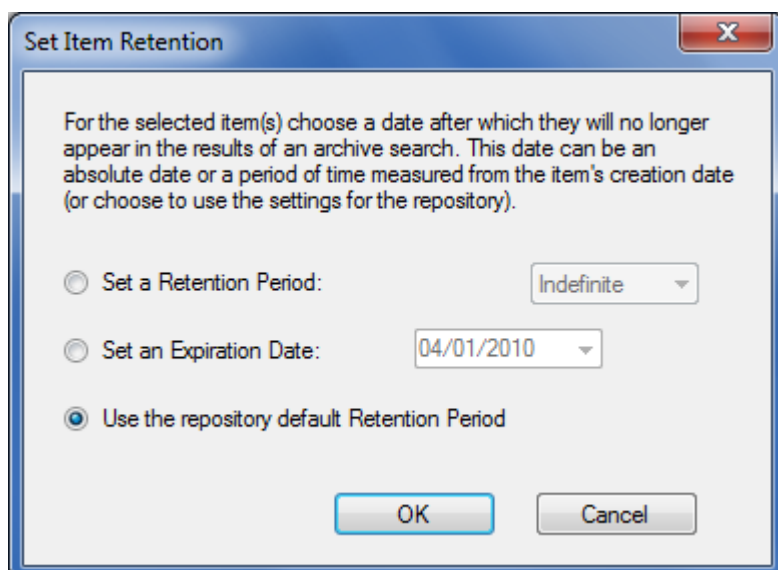 Set Item Retention
For the selected item(s) choose a date after which they will no longer
appear in the results of an archive search. This date can be an
absolute date or a period of time measured from the item's creation date
(or choose to use the settings for the repository).
Set a Retention Period: Indefinite
Set an Expiration Date: 04/01/2010
Use the repository default Retention Period
OK Cancel